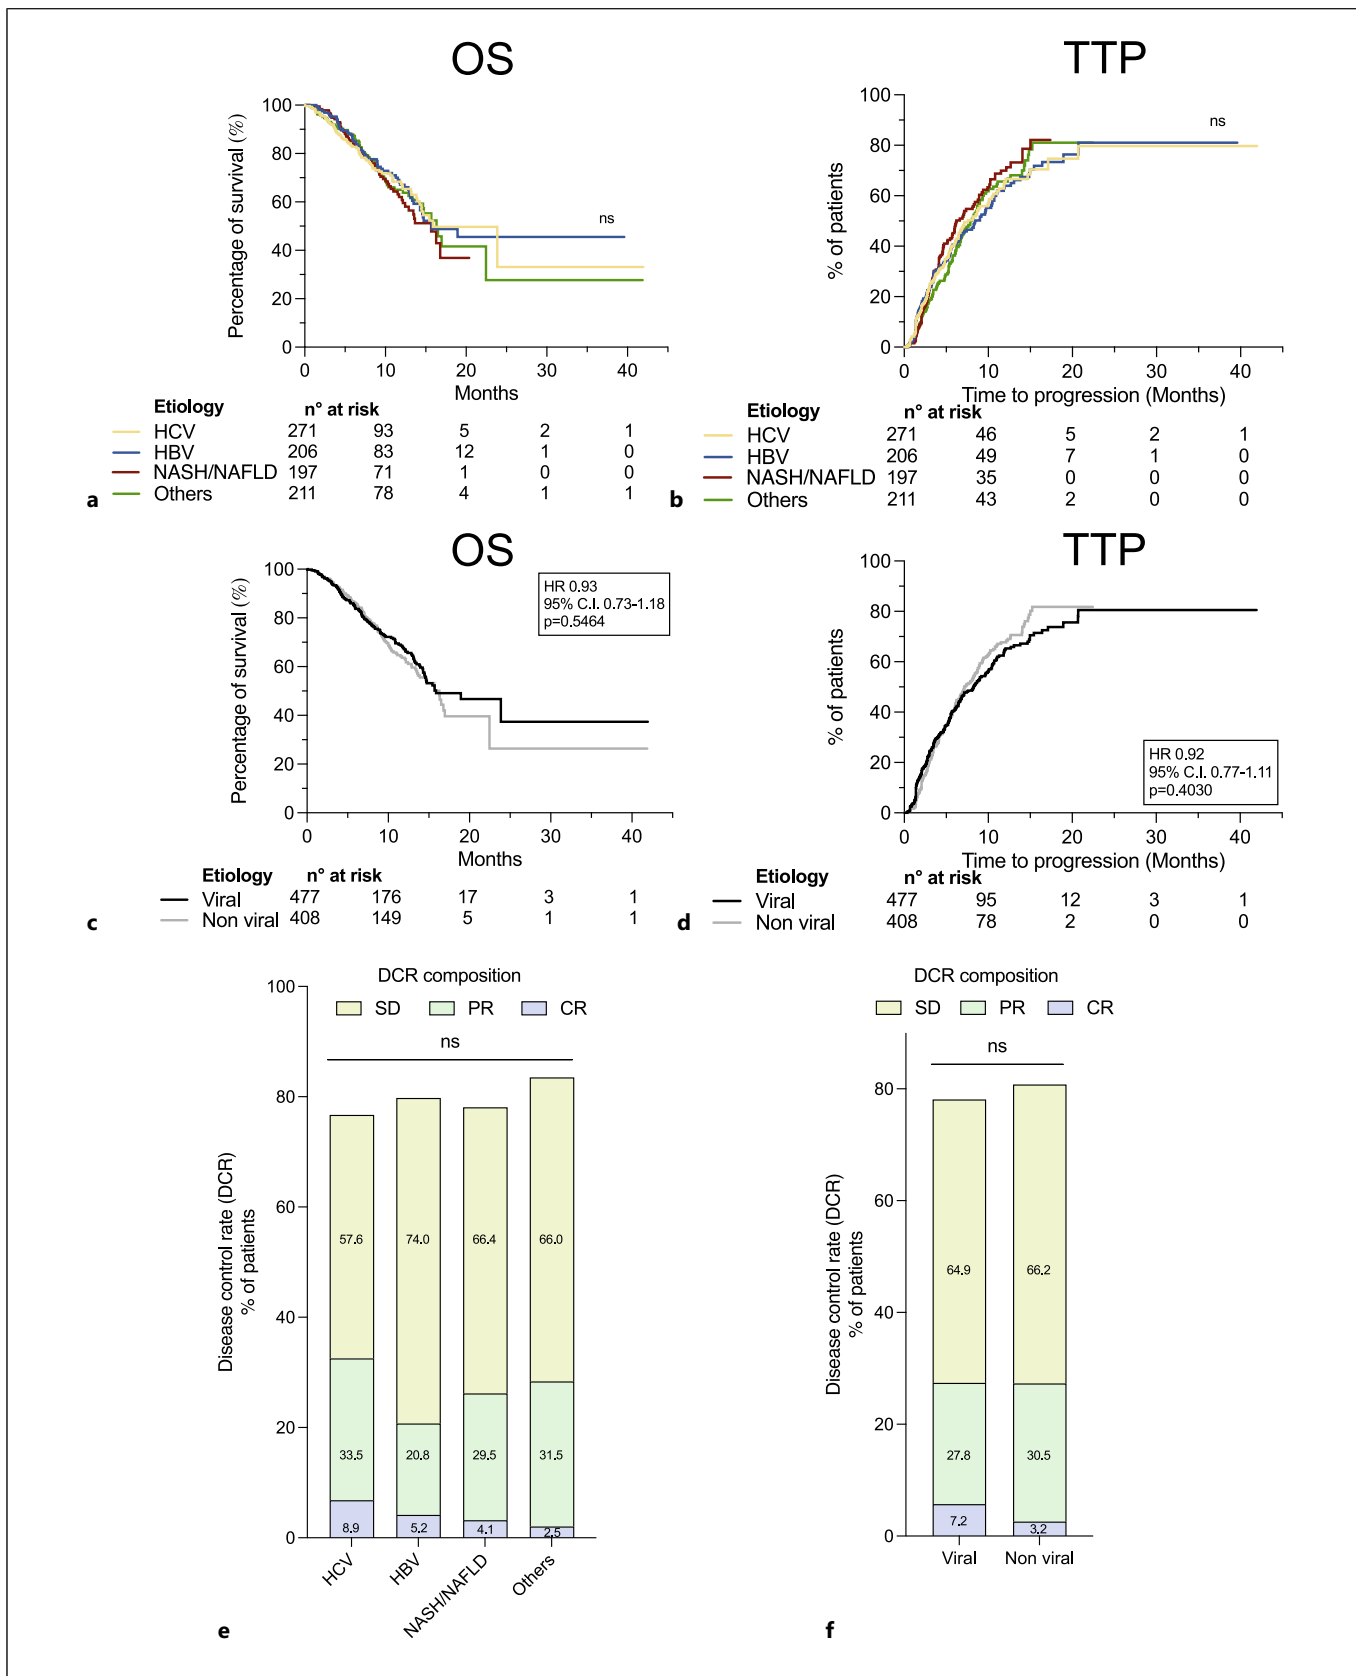 OS
100
80
60
40
20
0
Percentage of survival (%)
ns
0 10 20 30 40
Months
Etiology n° at risk
HCV 271 93 5 2 1
HBV 206 83 12 1 0
NASH/NAFLD 197 71 1 0 0
Others 211 78 4 1 1
a
TTP
100
80
60
40
20
0
% of patients
ns
0 10 20 30 40
Time to progression (Months)
Etiology n° at risk
HCV 271 46 5 2 1
HBV 206 49 7 1 0
NASH/NAFLD 197 35 0 0 0
Others 211 43 2 0 0
b
OS
100
80
60
40
20
0
Percentage of survival (%)
HR 0.93
95% C.I. 0.73-1.18
p=0.5464
0 10 20 30 40
Months
Etiology n° at risk
Viral 477 176 17 3 1
Non viral 408 149 5 1 1
c
TTP
100
80
60
40
20
0
% of patients
HR 0.92
95% C.I. 0.77-1.11
p=0.4030
0 10 20 30 40
Time to progression (Months)
Etiology n° at risk
Viral 477 95 12 3 1
Non viral 408 78 2 0 0
d
DCR composition
SD PR CR
ns
100
80
60
40
20
0
Disease control rate (DCR)
% of patients
57.6 74.0 66.4 66.0
33.5 20.8 29.5 31.5
8.9 5.2 4.1 2.5
HCV HBV NASH/NAFLD Others
e
DCR composition
SD PR CR
ns
80
60
40
20
0
Disease control rate (DCR)
% of patients
64.9 66.2
27.8 30.5
7.2 3.2
Viral Non viral
f